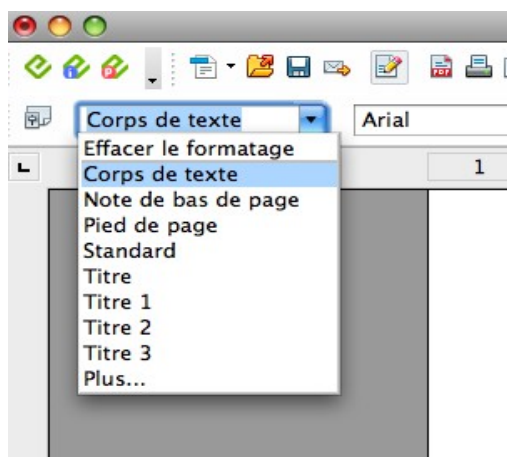 Corps de texte
Arial
Effacer le formatage
Corps de texte
1
Note de bas de page
Pied de page
Standard
Titre
Titre 1
Titre 2
Titre 3
Plus...